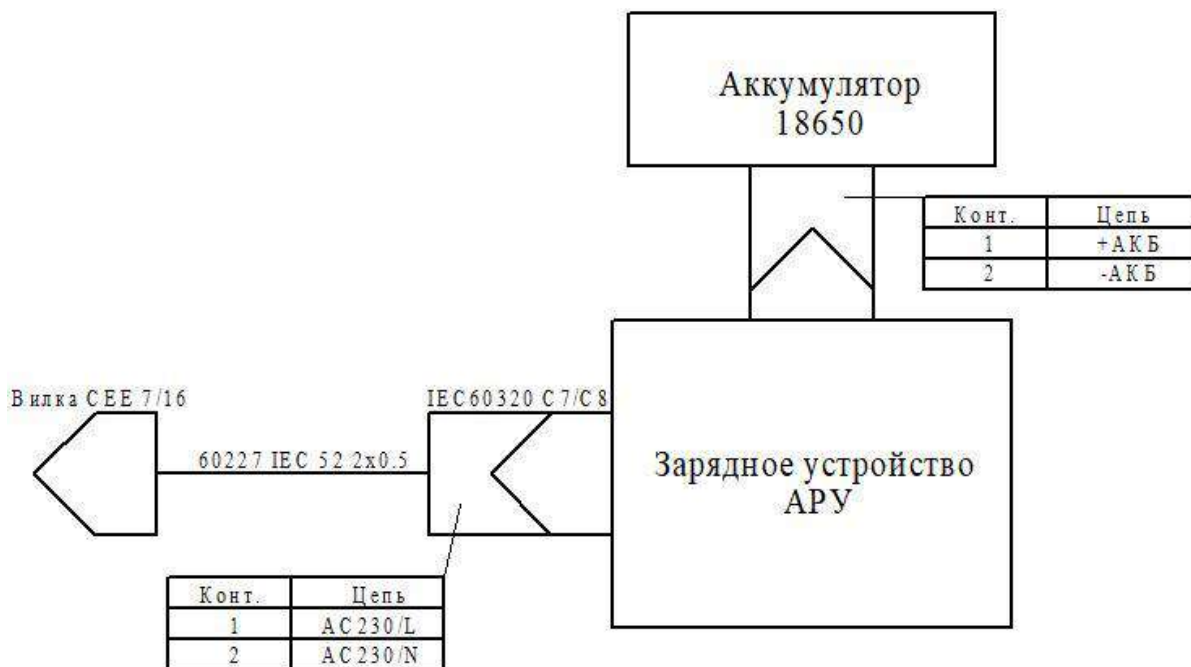 Аккумулятор
18650
Конт. Цепь
1 +АКБ
2 -АКБ
Вилка CEE 7/16
IEC60320 C7/C8
60227 IEC 52 2x0.5
Зарядное устройство
АРУ
Конт. Цепь
1 AC230/L
2 AC230/N